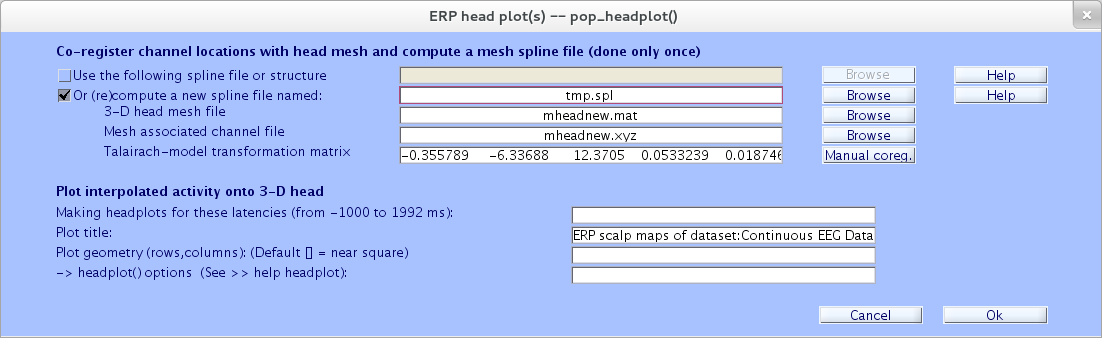 ERP head plot(s) -- pop_headplot()
Co-register channel locations with head mesh and compute a mesh spline file (done only once)
Use the following spline file or structure Browse Help
Or (re)compute a new spline file named: tmp.spl Browse Help
3-D head mesh file mheadnew.mat Browse
Mesh associated channel file mheadnew.xyz Browse
Talairach-model transformation matrix -0.355789 -6.33688 12.3705 0.0533239 0.018746 Manual coreg.
Plot interpolated activity onto 3-D head
Making headplots for these latencies (from -1000 to 1992 ms):
Plot title: ERP scalp maps of dataset:Continuous EEG Data
Plot geometry (rows,columns): (Default [] = near square)
-> headplot() options (See >> help headplot):
Cancel Ok